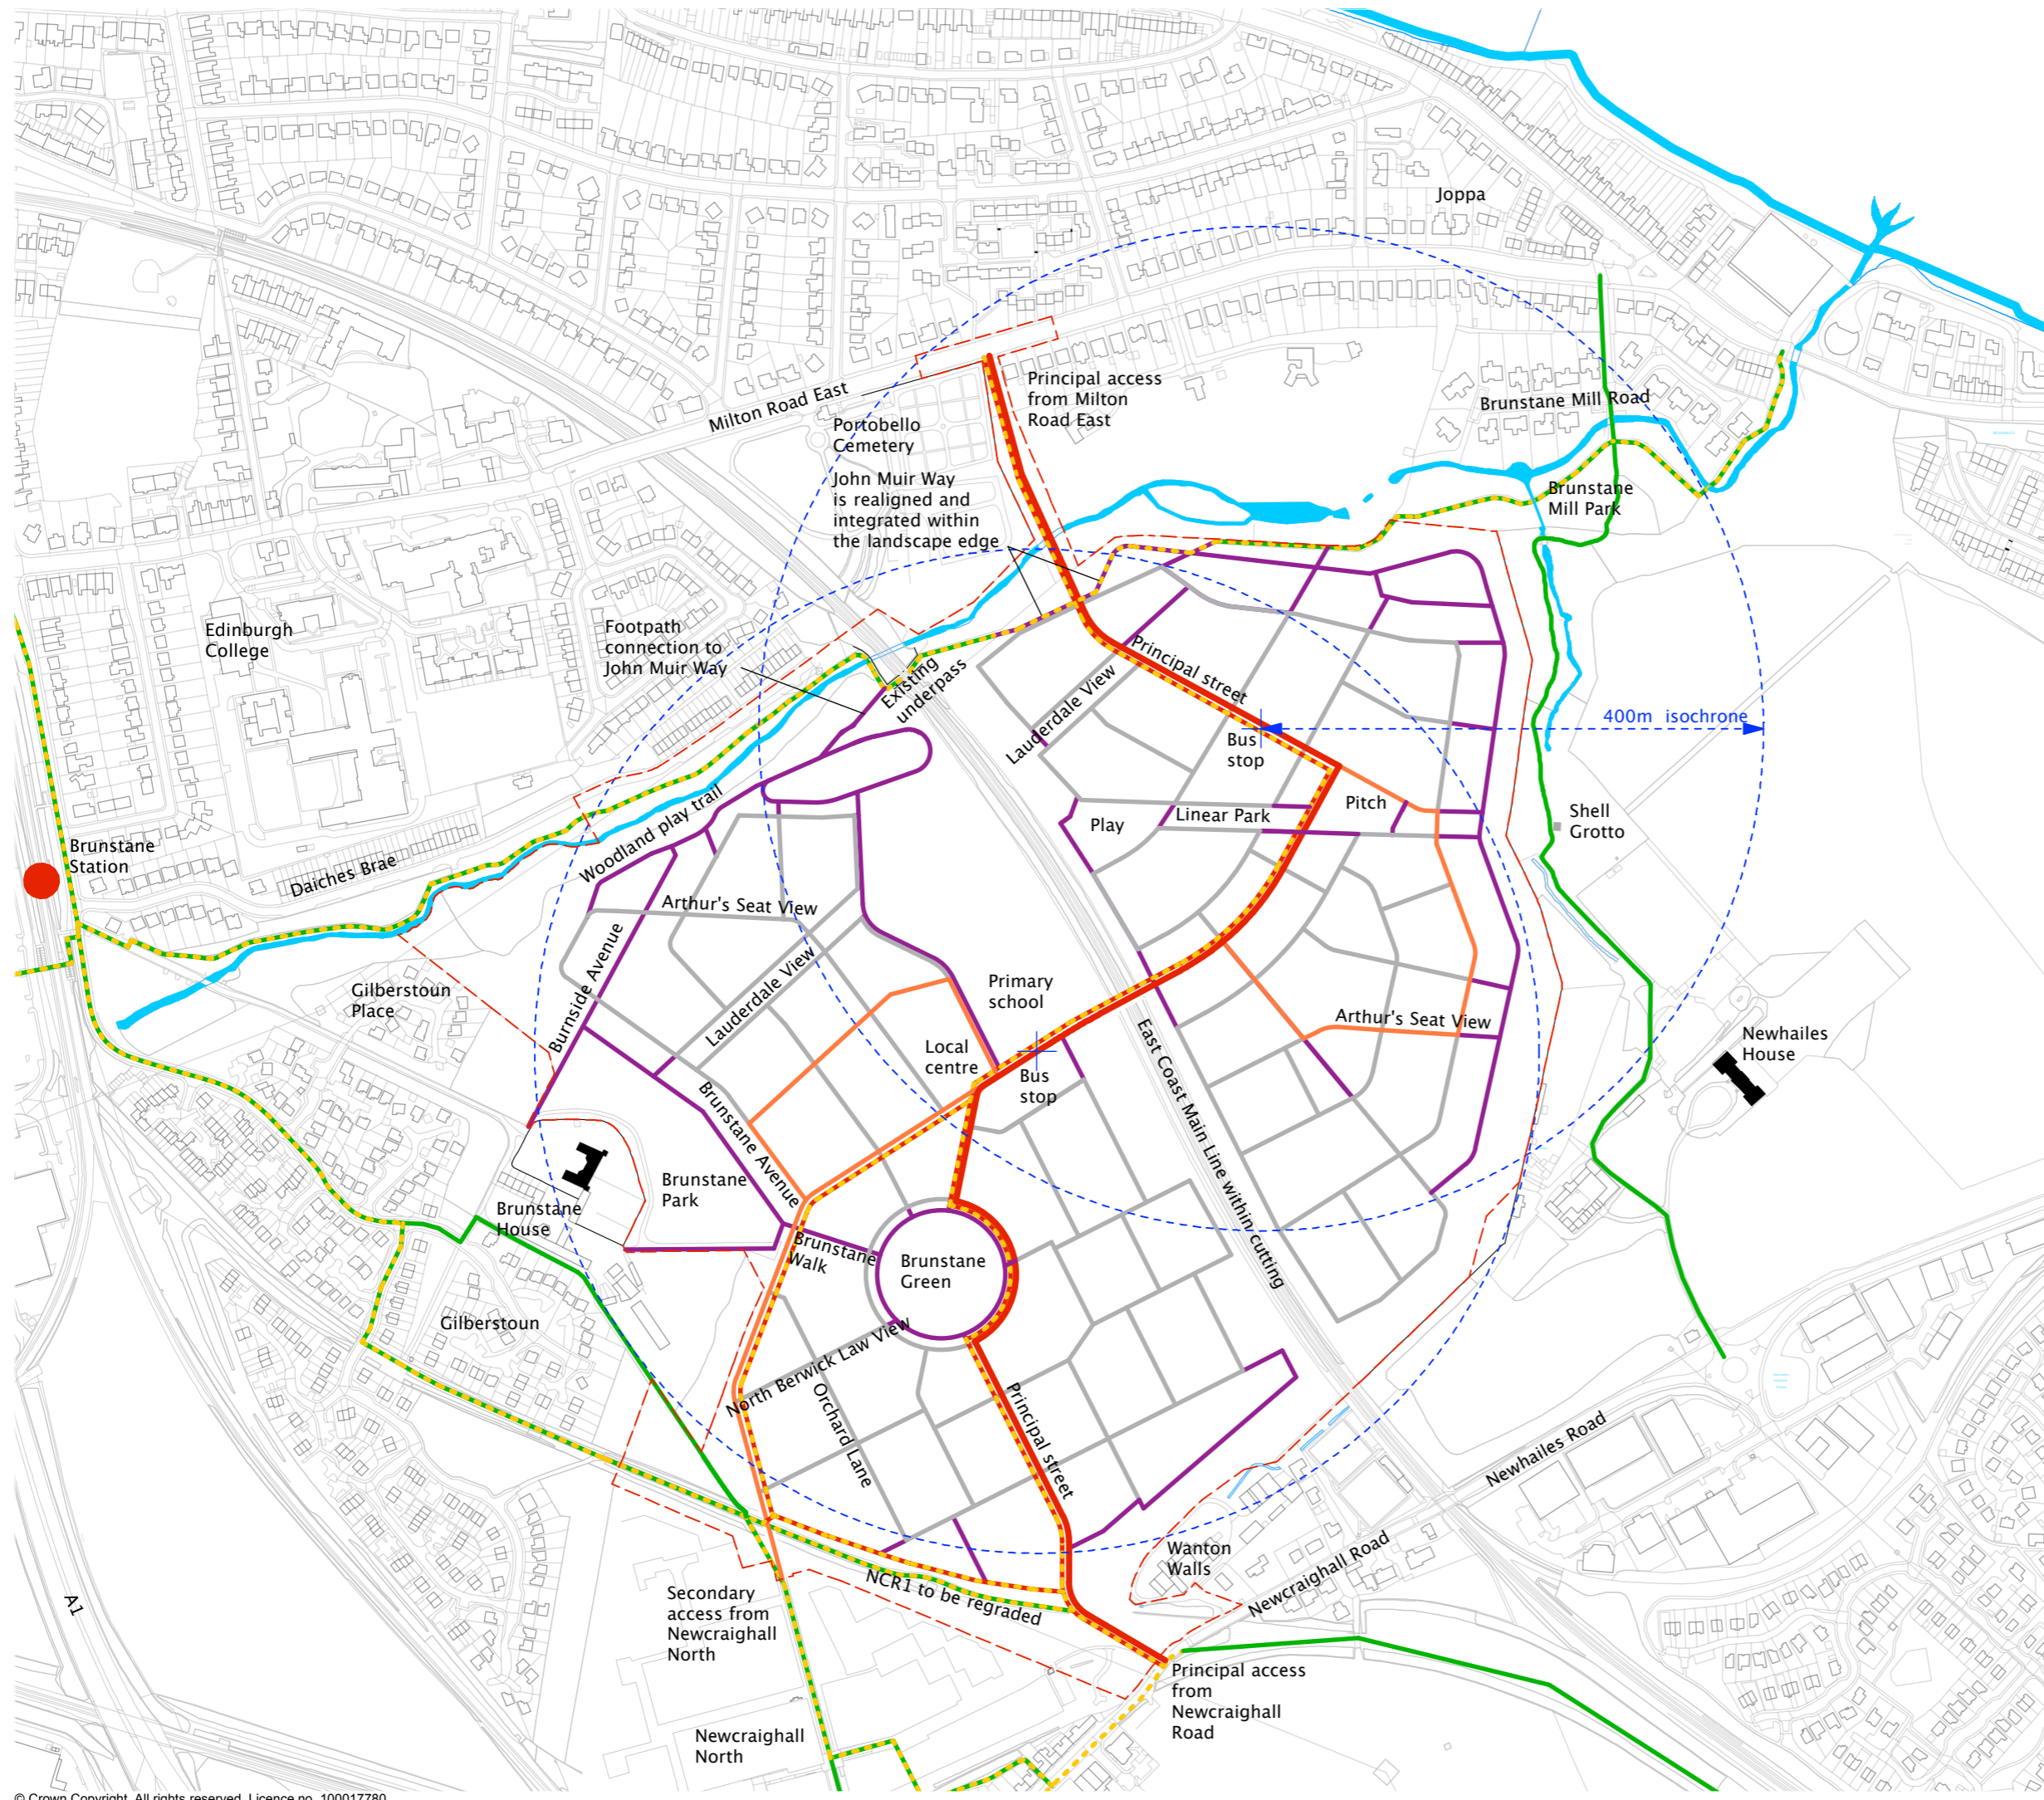 Joppa
Principal access
from Milton
Road East
Milton Road East
Brunstane Mill Road
Portobello
Cemetery
John Muir Way
is realigned and
integrated within
the landscape edge
Brunstane
Mill Park
Edinburgh
College
Footpath
connection to
John Muir Way
Existing
underpass
Principal street
Lauderdale View
400m isochrone
Bus
stop
Pitch
Linear Park
Play
Shell
Grotto
Woodland play trail
Brunstane
Station
Daiches Brae
Arthur's Seat View
Burnside Avenue
Lauderdale View
Gilberstoun
Place
Primary
school
Arthur's Seat View
Local
centre
Bus
stop
East Coast Main Line within cutting
Newhailes
House
Brunstane Avenue
Brunstane
Park
Brunstane
House
Brunstane
Walk
Brunstane
Green
Gilberstoun
North Berwick Law View
Orchard Lane
Principal street
Newhailes Road
Wanton
Walls
Newcraighall Road
NCR1 to be regraded
A1
Secondary
access from
Newcraighall
North
Principal access
from
Newcraighall
Road
Newcraighall
North
© Crown Copyright. All rights reserved. Licence no. 100017780